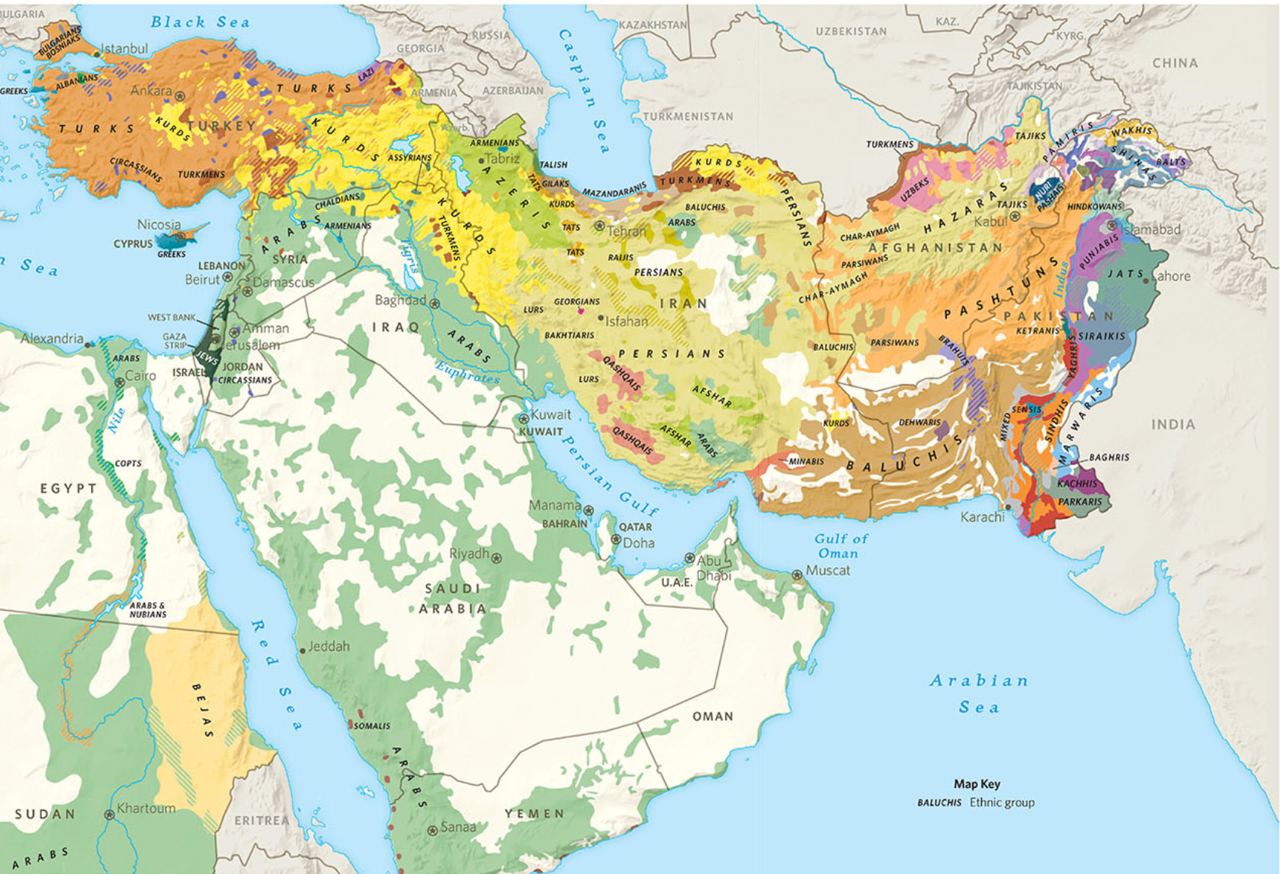 BULGARIA
Black Sea
KAZAKHSTAN
KAZ.
UZBEKISTAN
KYRG.
CHINA
GEORGIA
RUSSIA
Caspian Sea
BULGARIANS
BOSNIAKS
Istanbul
GREEKS
ALBANIANS
Ankara
TURKS
LAZI
ARMENIA
AZERBAIJAN
Azerb.
TURKMENISTAN
TAJIKISTAN
TURKS
KURDS
TURKEY
KURDS
ASSYRIANS
ARMENIANS
Tabriz
TALISH
AZERIS
TATS
GILAKS
MAZANDARANIS
KURDS
TURKMENS
TURKMENS
TAJIKS
PAMIRIS
WAKHIS
SHINAS
BALTS
CIRCASSIANS
TURKMENS
CHALDIANS
KURDS
KURDS
TURKMENS
TATS
Tehran
TATS
RAIJIS
ARABS
BALUCHIS
PERSIANS
UZBEKS
HAZARAS
NURI
PASHAIS
TAJIKS
Kabul
HINDKOWANS
Islamabad
Nicosia
CYPRUS
GREEKS
n Sea
ARABS
ARMENIANS
SYRIA
LEBANON
Beirut
Damascus
Tigris
PERSIANS
IRAN
CHAR-AYMAGH
AFGHANISTAN
PARSIWANS
CHAR-AYMAGH
PASHTUNS
Indus
PUNJABIS
JATS
Lahore
Baghdad
LURS
GEORGIANS
Isfahan
BAKHTIARIS
PAKISTAN
KETRANIS
SIRAIKIS
WEST BANK
GAZA
STRIP
Amman
Jerusalem
JEWS
ISRAEL
JORDAN
CIRCASSIANS
IRAQ
ARABS
Euphrates
PERSIANS
BALUCHIS
PARSIWANS
BRAHUIS
JAGHRIS
Alexandria
ARABS
Cairo
Nile
LURS
QASHQAIS
AFSHAR
QASHQAIS
AFSHAR
ARABS
KURDS
DEHWARIS
MIXED
SENSIS
SINDHIS
MARWARIS
INDIA
Kuwait
KUWAIT
Persian Gulf
MINABIS
BALUCHIS
BAGHRIS
KACHHIS
PARKARIS
COPTS
EGYPT
Manama
BAHRAIN
QATAR
Doha
Karachi
Gulf of
Oman
Riyadh
Abu
Dhabi
U.A.E.
Muscat
SAUDI
ARABIA
ARABS &
NUBIANS
Red Sea
Jeddah
BEJAS
Arabian
Sea
SOMALIS
OMAN
ARABS
Map Key
BALUCHIS Ethnic group
SUDAN
Khartoum
ERITREA
Sanaa
YEMEN
ARABS